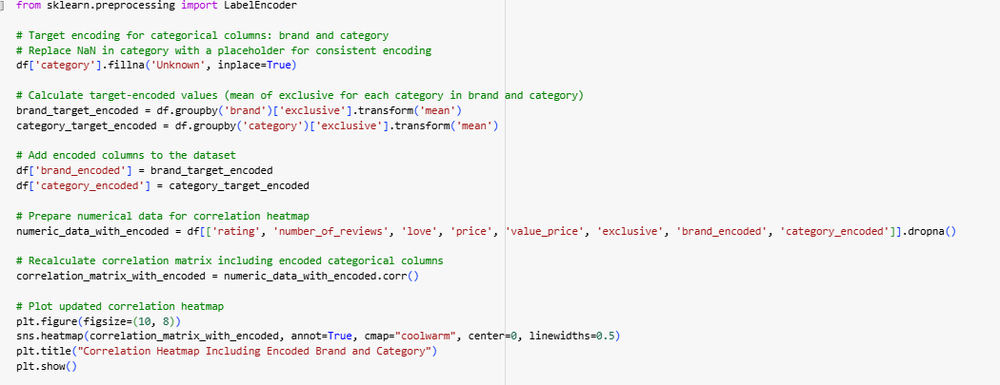 from sklearn.preprocessing import LabelEncoder
# Target encoding for categorical columns: brand and category
# Replace NaN in category with a placeholder for consistent encoding
df['category'].fillna('Unknown', inplace=True)
# Calculate target-encoded values (mean of exclusive for each category in brand and category)
brand_target_encoded = df.groupby('brand')['exclusive'].transform('mean')
category_target_encoded = df.groupby('category')['exclusive'].transform('mean')
# Add encoded columns to the dataset
df['brand_encoded'] = brand_target_encoded
df['category_encoded'] = category_target_encoded
# Prepare numerical data for correlation heatmap
numeric_data_with_encoded = df[['rating', 'number_of_reviews', 'love', 'price', 'value_price', 'exclusive', 'brand_encoded', 'category_encoded']].dropna()
# Recalculate correlation matrix including encoded categorical columns
correlation_matrix_with_encoded = numeric_data_with_encoded.corr()
# Plot updated correlation heatmap
plt.figure(figsize=(10, 8))
sns.heatmap(correlation_matrix_with_encoded, annot=True, cmap="coolwarm", center=0, linewidths=0.5)
plt.title("Correlation Heatmap Including Encoded Brand and Category")
plt.show()